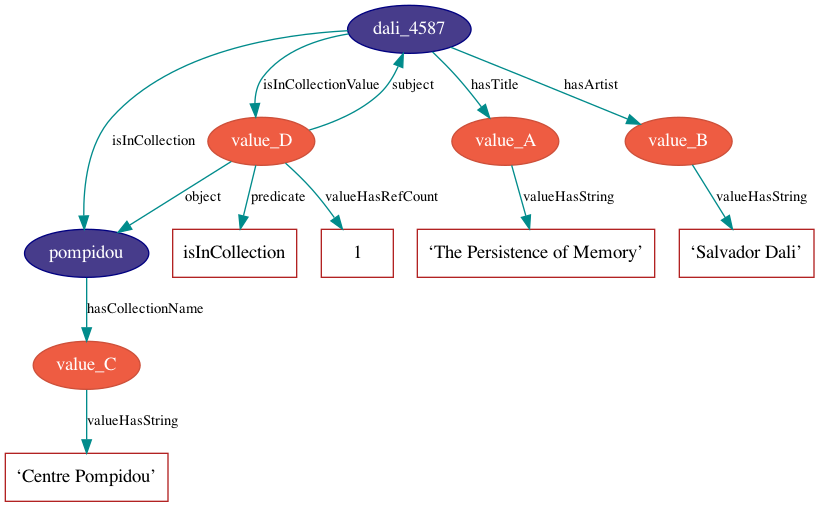 dali_4587
isInCollectionValue
subject
hasTitle
hasArtist
isInCollection
value_D
value_A
value_B
object
predicate
valueHasRefCount
valueHasString
valueHasString
pompidou
isInCollection
1
‘The Persistence of Memory’
‘Salvador Dali’
hasCollectionName
value_C
valueHasString
‘Centre Pompidou’